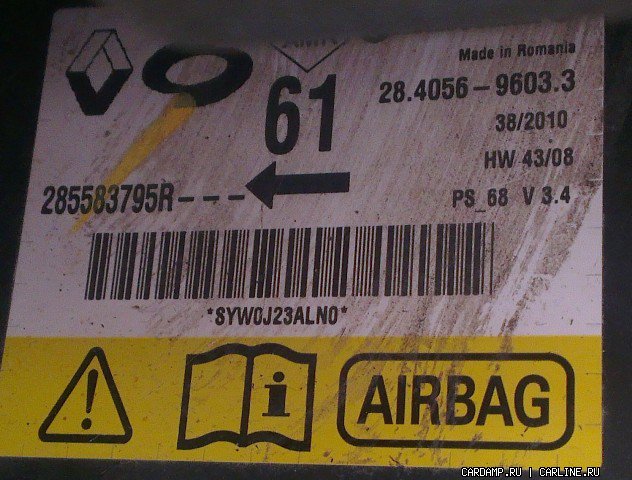 Made in Romania
61
28.4056-9603.3
38/2010
HW 43/08
285583795R---
PS_68 V 3.4
*SYW0J23ALN0*
i
AIRBAG
CARDAMP.RU | CARLINE.RU